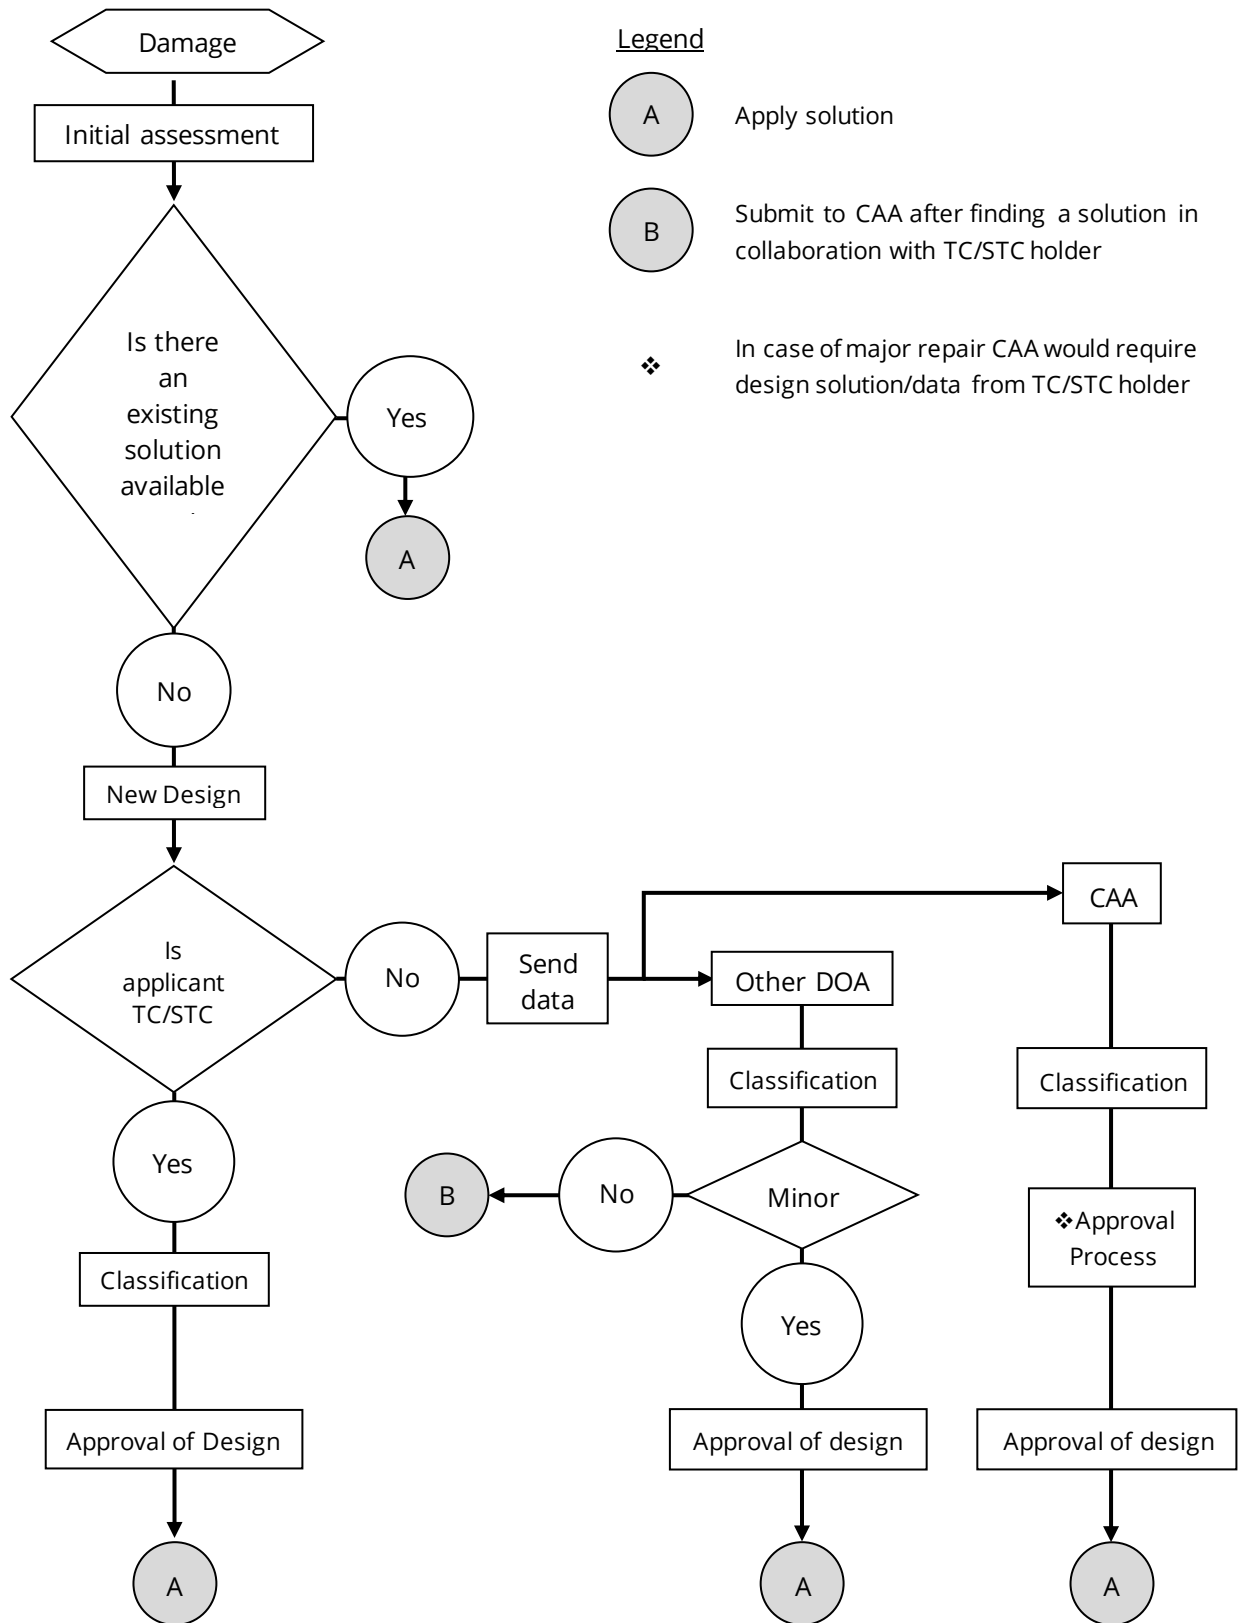 Damage
Legend
A
Apply solution
Initial assessment
B
Submit to CAA after finding a solution in
collaboration with TC/STC holder
❖
In case of major repair CAA would require
design solution/data from TC/STC holder
Is there
an
existing
solution
available
Yes
A
No
New Design
Is
applicant
TC/STC
No
Send
data
Other DOA
CAA
Classification
Classification
Yes
B
No
Minor
❖Approval
Process
Classification
Yes
Approval of Design
Approval of design
Approval of design
A
A
A